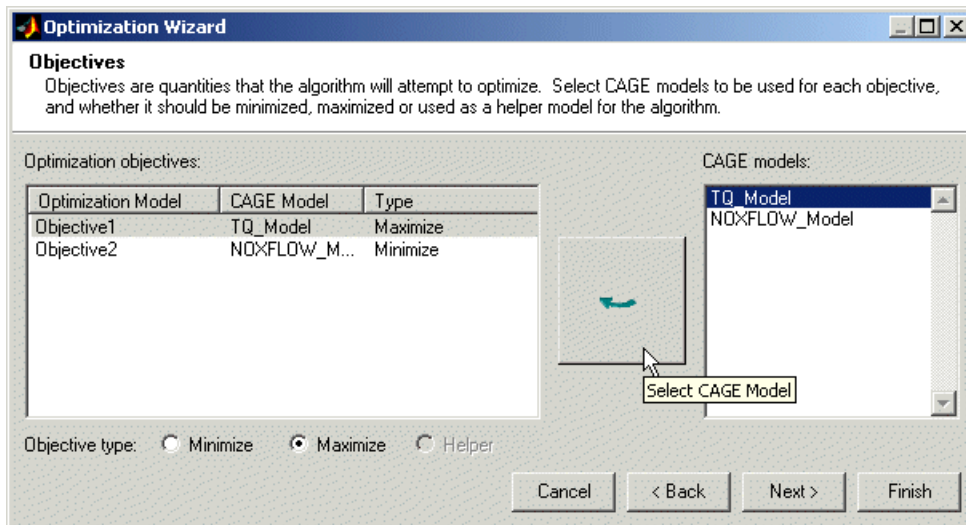 Optimization Wizard
Objectives
Objectives are quantities that the algorithm will attempt to optimize. Select CAGE models to be used for each objective,
and whether it should be minimized, maximized or used as a helper model for the algorithm.
Optimization objectives:
CAGE models:
Optimization Model CAGE Model Type
Objective1 TQ_Model Maximize
Objective2 NOXFLOW_M... Minimize
TQ_Model
NOXFLOW_Model
Select CAGE Model
Objective type: Minimize Maximize Helper
Cancel < Back Next > Finish